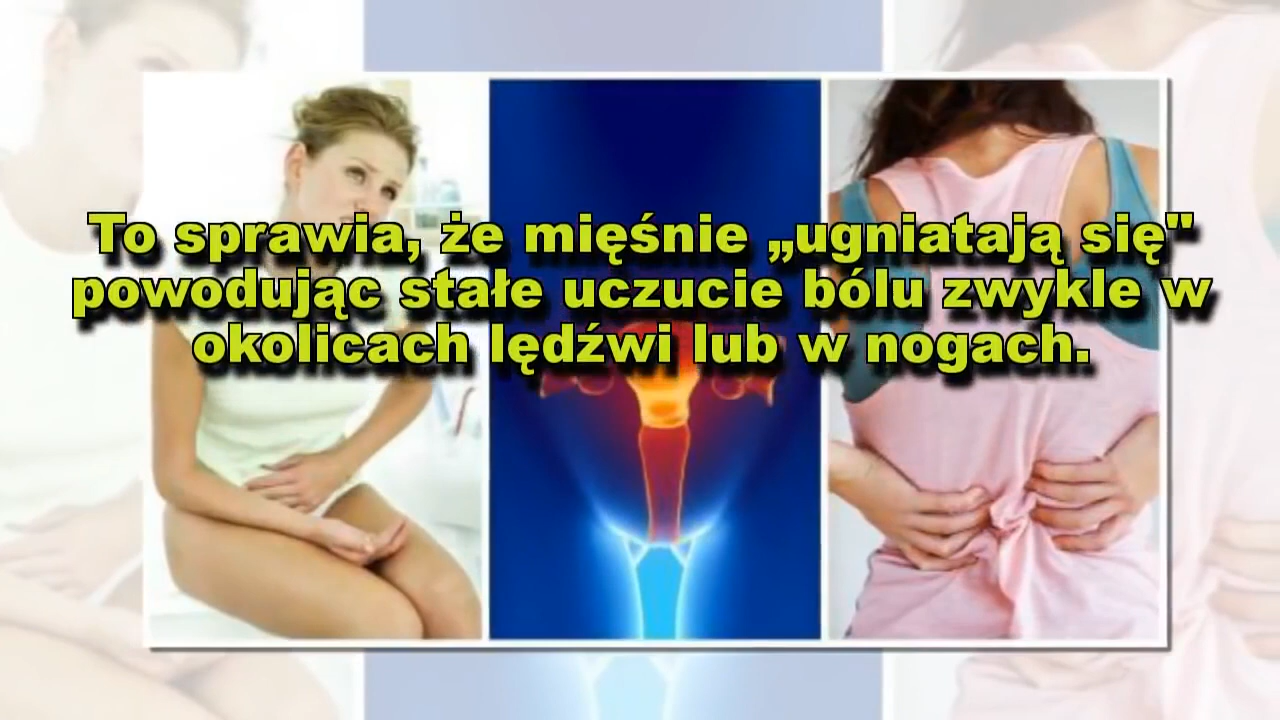 To sprawia, że mięśnie „ugniatają się"
powodując stałe uczucie bólu zwykle w
okolicach lędźwi lub w nogach.